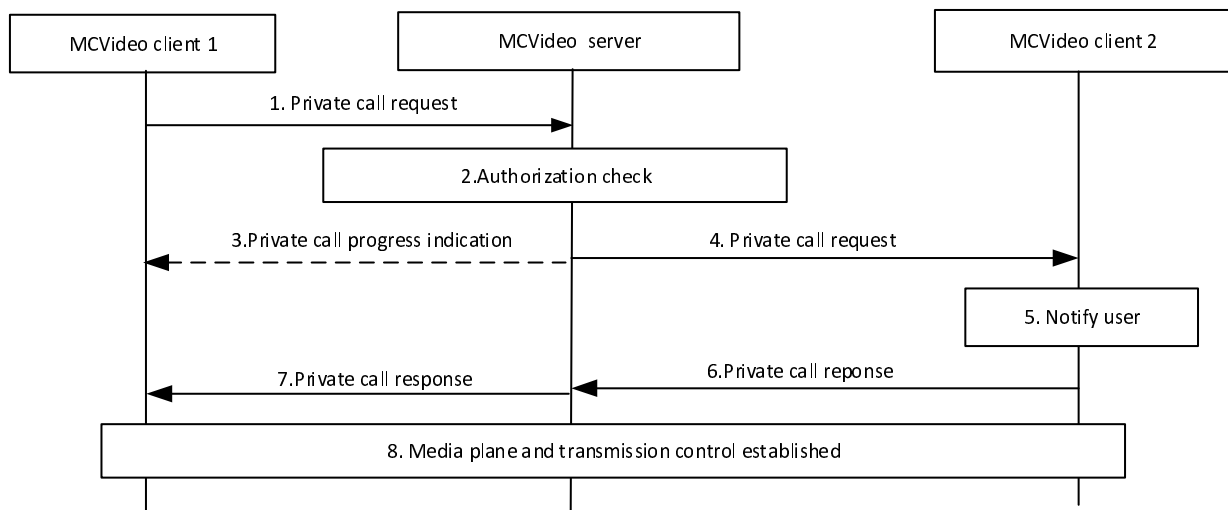 MCVideo client 1
MCVideo server
MCVideo client 2
1. Private call request
2.Authorization check
3.Private call progress indication
4. Private call request
5. Notify user
6.Private call reponse
7.Private call response
8. Media plane and transmission control established